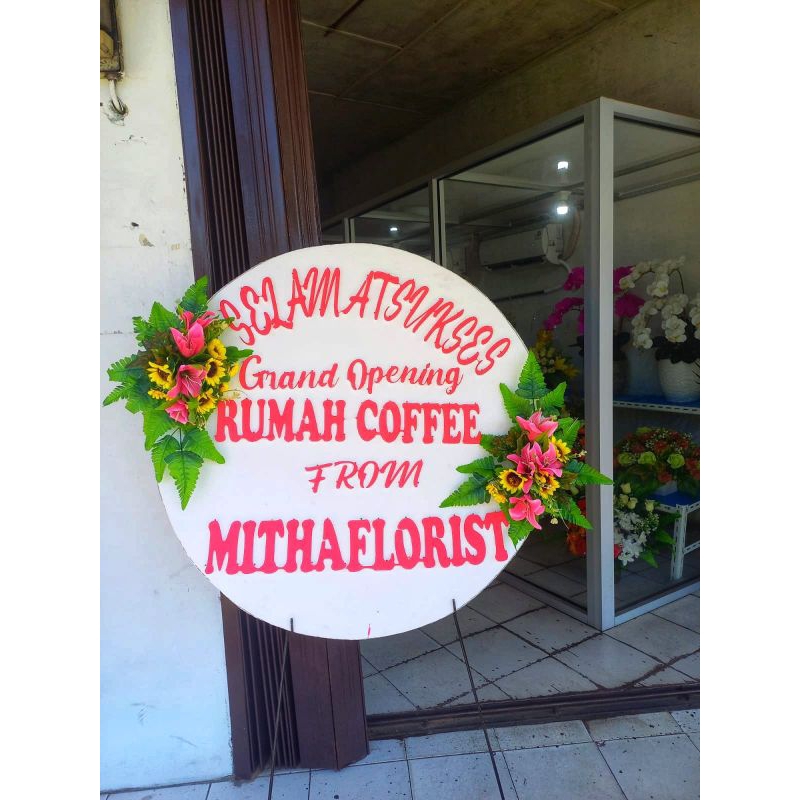 SELAMATSUKSES
Grand Opening
RUMAH COFFEE
FROM
MITHAFLORIST